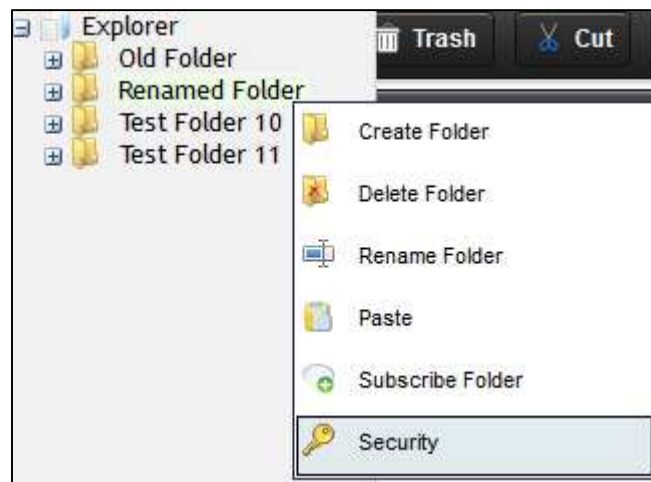 Explorer
Old Folder
Renamed Folder
Test Folder 10
Test Folder 11
Trash
Cut
Create Folder
Delete Folder
Rename Folder
Paste
Subscribe Folder
Security